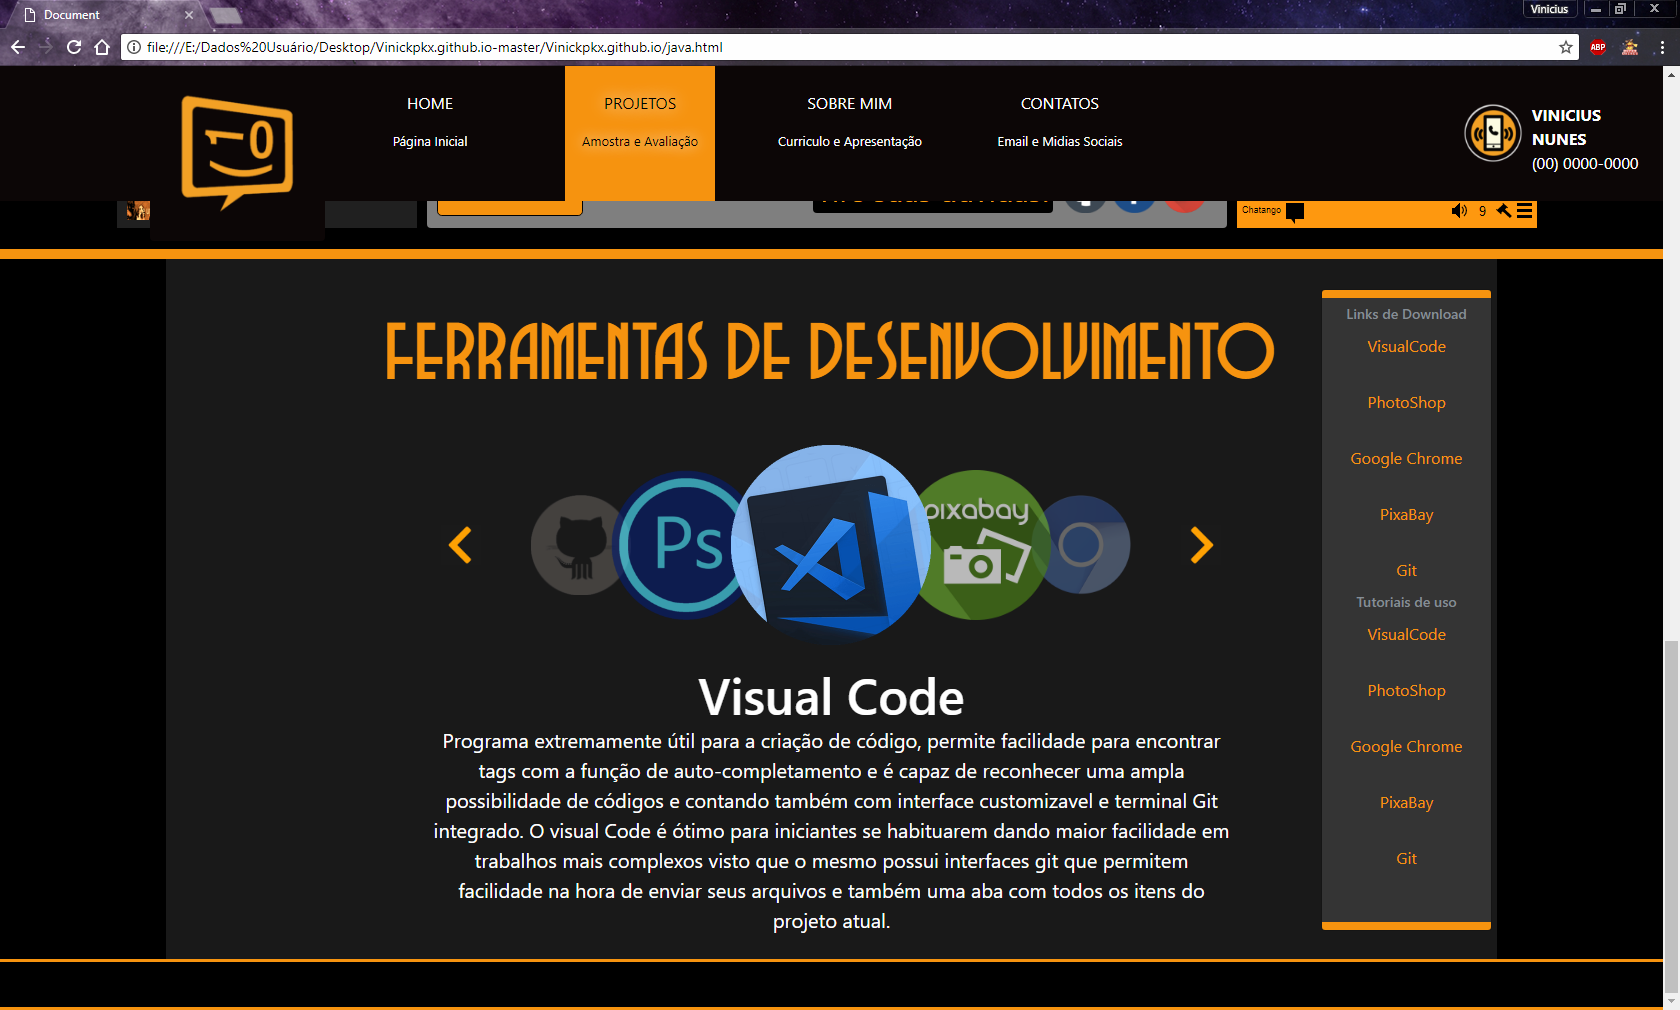 Document
Vinicius
file:///E:/Dados%20Usuário/Desktop/Vinickpkx.github.io-master/Vinickpkx.github.io/java.html
ABP
HOME
PROJETOS
SOBRE MIM
CONTATOS
Página Inicial
Amostra e Avaliação
Curriculo e Apresentação
Email e Midias Sociais
VINICIUS
NUNES
(00) 0000-0000
10
Chatango
9
FERRAMENTAS DE DESENVOLVIMENTO
Ps
pixabay
Visual Code
Programa extremamente útil para a criação de código, permite facilidade para encontrar
tags com a função de auto-completamento e é capaz de reconhecer uma ampla
possibilidade de códigos e contando também com interface customizavel e terminal Git
integrado. O visual Code é ótimo para iniciantes se habituarem dando maior facilidade em
trabalhos mais complexos visto que o mesmo possui interfaces git que permitem
facilidade na hora de enviar seus arquivos e também uma aba com todos os itens do
projeto atual.
Links de Download
VisualCode
PhotoShop
Google Chrome
PixaBay
Git
Tutoriais de uso
VisualCode
PhotoShop
Google Chrome
PixaBay
Git